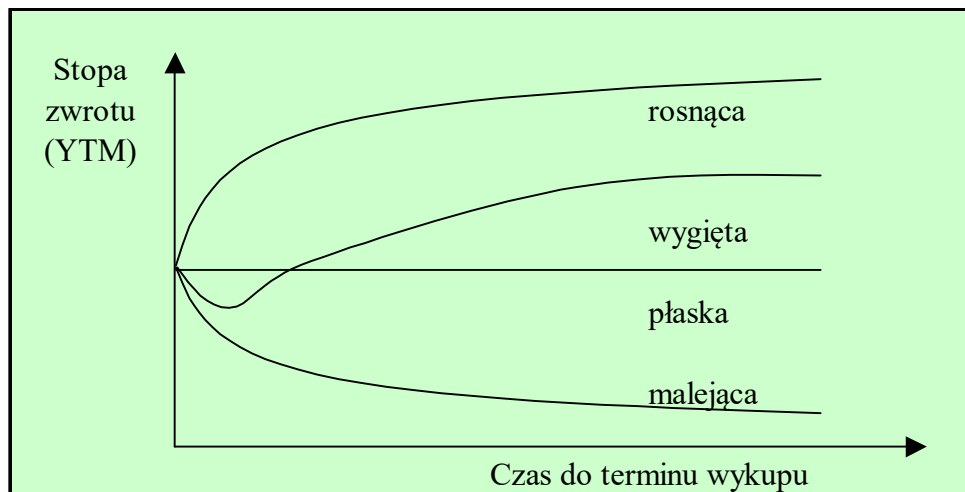 Stopa
zwrotu
(YTM)
rosnąca
wygięta
płaska
malejąca
Czas do terminu wykupu